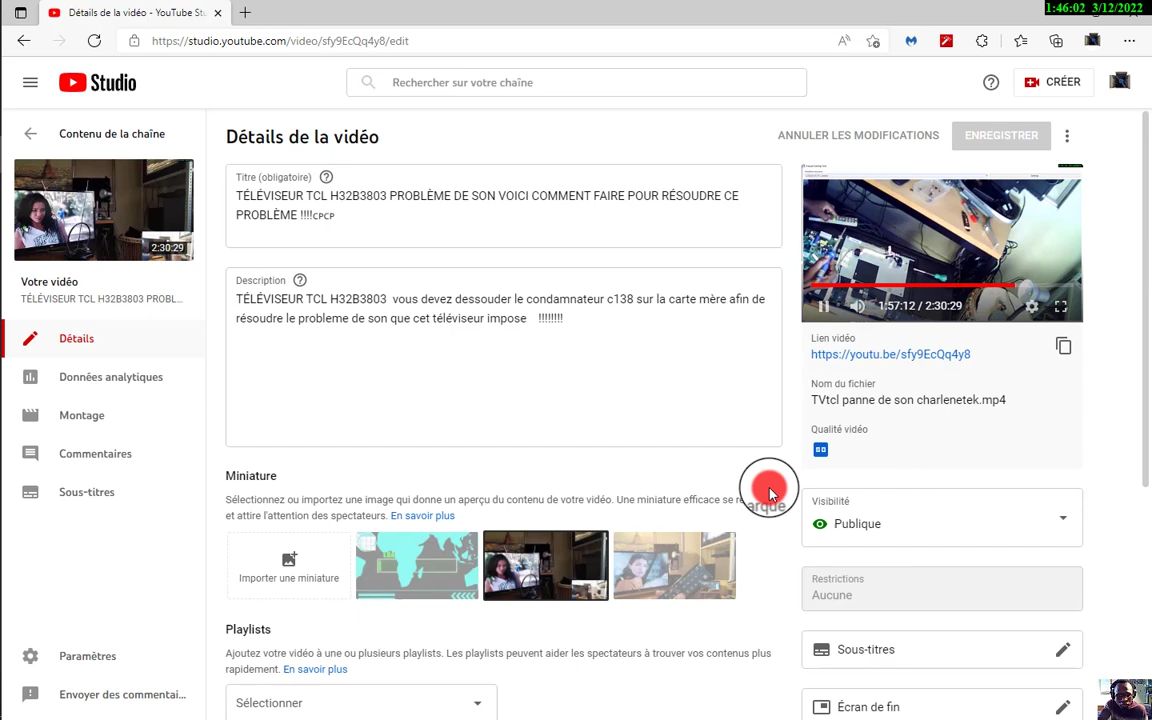 1:46:02 3/12/2022
Détails de la vidéo - YouTube Stu
https://studio.youtube.com/video/sfy9EcQq4y8/edit
Studio
Rechercher sur votre chaîne
CRÉER
Contenu de la chaîne
Détails de la vidéo
ANNULER LES MODIFICATIONS
ENREGISTRER
2:30:29
Votre vidéo
TÉLÉVISEUR TCL H32B3803 PROBL...
Détails
Données analytiques
Montage
Commentaires
Sous-titres
Paramètres
Envoyer des commentai...
Titre (obligatoire)
TÉLÉVISEUR TCL H32B3803 PROBLÈME DE SON VOICI COMMENT FAIRE POUR RÉSOUDRE CE
PROBLÈME !!!!CPCP
Description
TÉLÉVISEUR TCL H32B3803 vous devez dessouder le condamnateur c138 sur la carte mère afin de
résoudre le probleme de son que cet téléviseur impose !!!!!!!!
Miniature
Sélectionnez ou importez une image qui donne un aperçu du contenu de votre vidéo. Une miniature efficace se remarque
et attire l'attention des spectateurs. En savoir plus
Importer une miniature
Playlists
Ajoutez votre vidéo à une ou plusieurs playlists. Les playlists peuvent aider les spectateurs à trouver vos contenus plus
rapidement. En savoir plus
Sélectionner
1:57:12 / 2:30:29
Lien vidéo
https://youtu.be/sfy9EcQq4y8
Nom du fichier
TVtcl panne de son charlenetek.mp4
Qualité vidéo
SD
Visibilité
Publique
Restrictions
Aucune
Sous-titres
Écran de fin